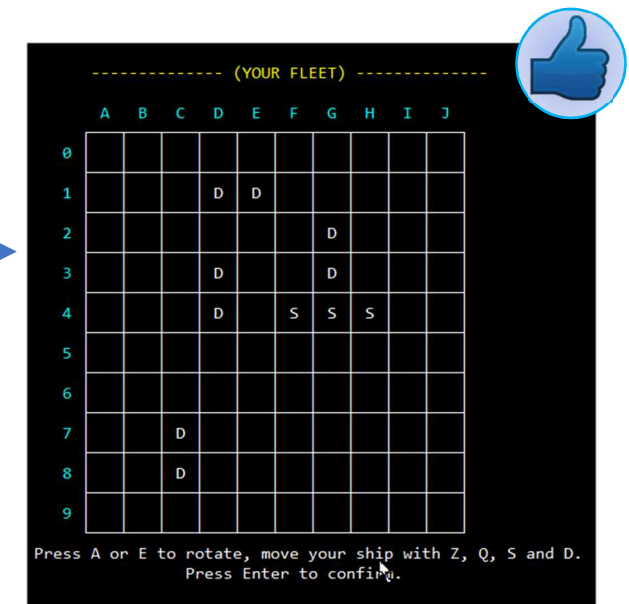 -------------- (YOUR FLEET) --------------
A B C D E F G H I J
0
1 D D
2 G
3 D D
4 D F S S
5
6
7 D
8 D
9
Press A or E to rotate, move your ship with Z, Q, S and D.
Press Enter to confirm.